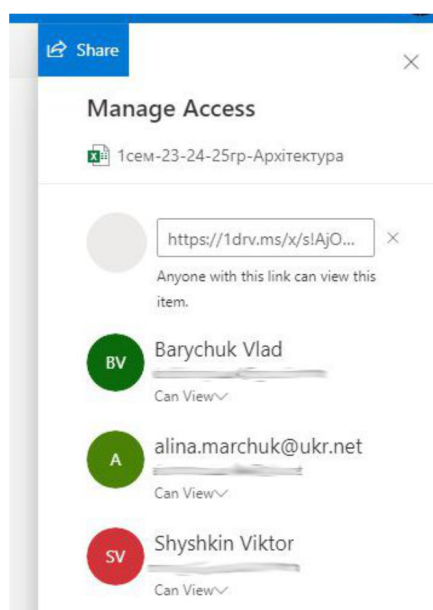 Share
Manage Access
1сем-23-24-25гр-Архітектура
https://1drv.ms/x/s!AjO...
Anyone with this link can view this
item.
BV
Barychuk Vlad
Can View
A
alina.marchuk@ukr.net
Can View
SV
Shyshkin Viktor
Can View